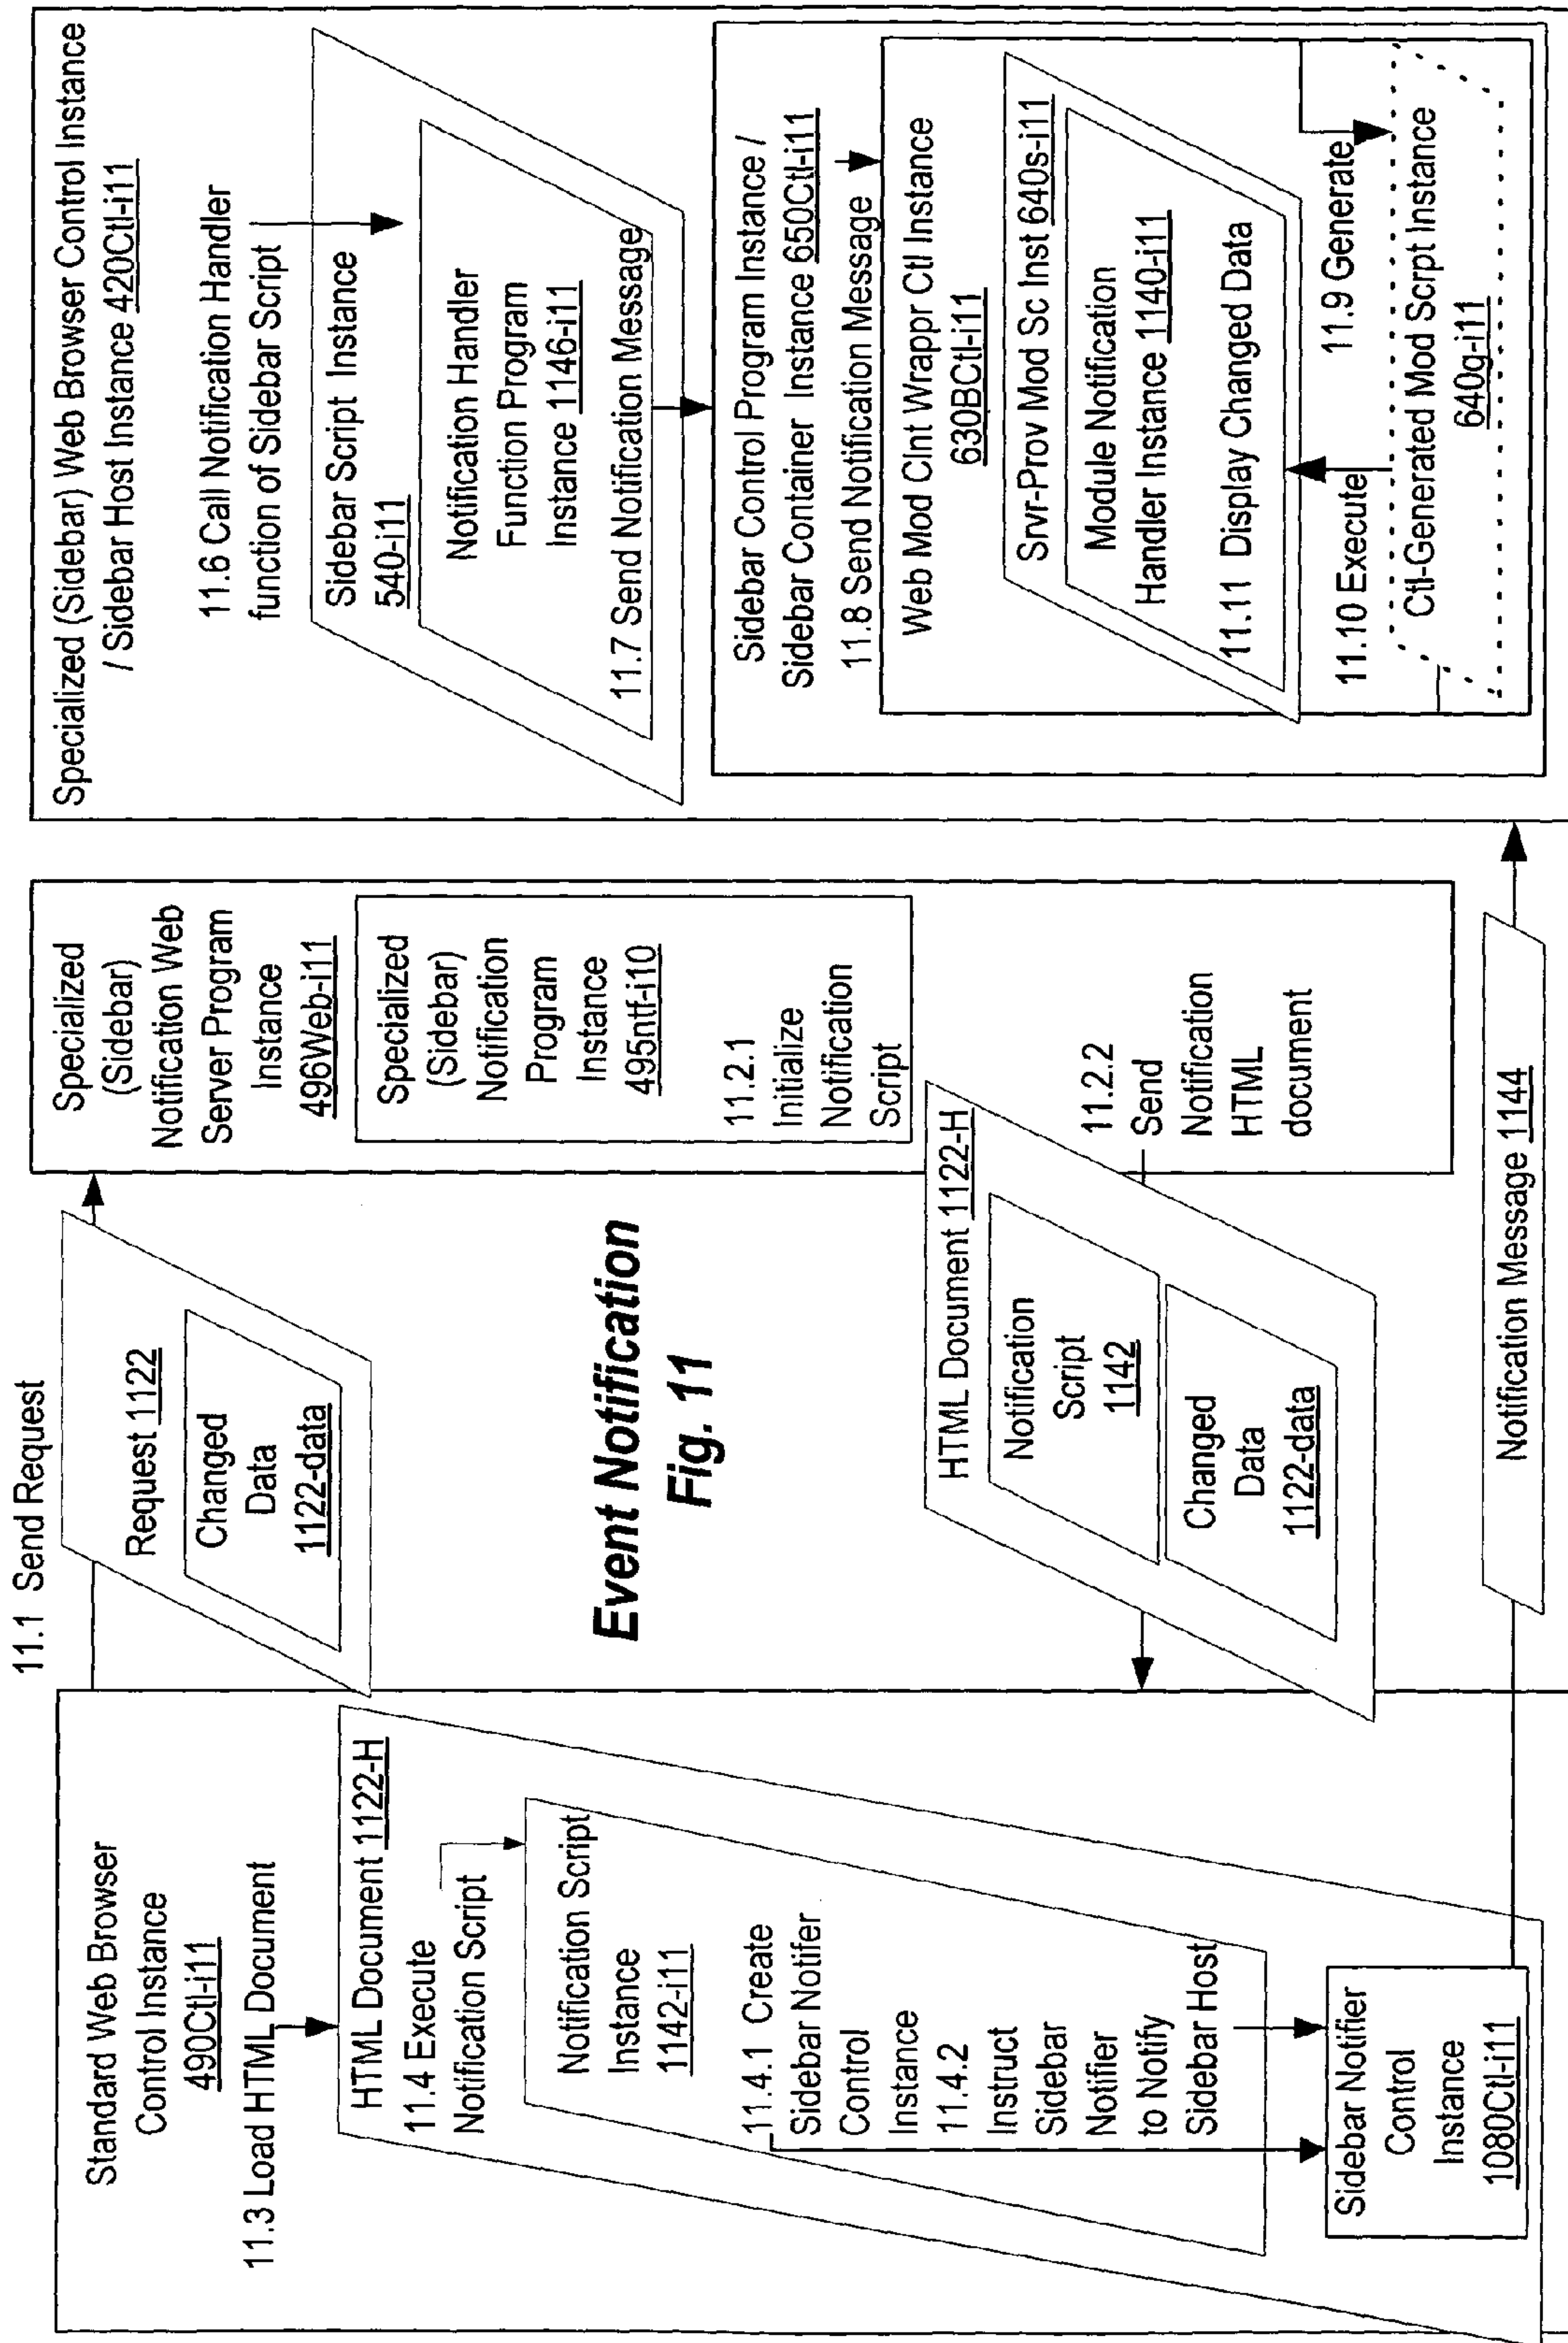 11.1 Send Request
Standard Web Browser
Control Instance
490Ctl-i11
11.3 Load HTML Document
HTML Document 1122-H
11.4 Execute
Notification Script
Notification Script
Instance
1142-i11
11.4.1 Create
Sidebar Notifer
Control
Instance
11.4.2
Instruct
Sidebar
Notifier
to Notify
Sidebar Host
Sidebar Notifier
Control
Instance
1080Ctl-i11
Request 1122
Changed
Data
1122-data
Event Notification
Fig. 11
HTML Document 1122-H
Notification
Script
1142
Changed
Data
1122-data
Notification Message 1144
Specialized
(Sidebar)
Notification Web
Server Program
Instance
496Web-i11
Specialized
(Sidebar)
Notification
Program
Instance
495ntf-i10
11.2.1
Initialize
Notification
Script
11.2.2
Send
Notification
HTML
document
Specialized (Sidebar) Web Browser Control Instance
/ Sidebar Host Instance 420Ctl-i11
11.6 Call Notification Handler
function of Sidebar Script
Sidebar Script Instance
540-i11
Notification Handler
Function Program
Instance 1146-i11
11.7 Send Notification Message
Sidebar Control Program Instance /
Sidebar Container Instance 650Ctl-i11
11.8 Send Notification Message
Web Mod Clnt Wrappr Ctl Instance
630BCtl-i11
Srvr-Prov Mod Sc Inst 640s-i11
Module Notification
Handler Instance 1140-i11
11.11 Display Changed Data
11.10 Execute
11.9 Generate
Ctl-Generated Mod Scrpt Instance
640g-i11